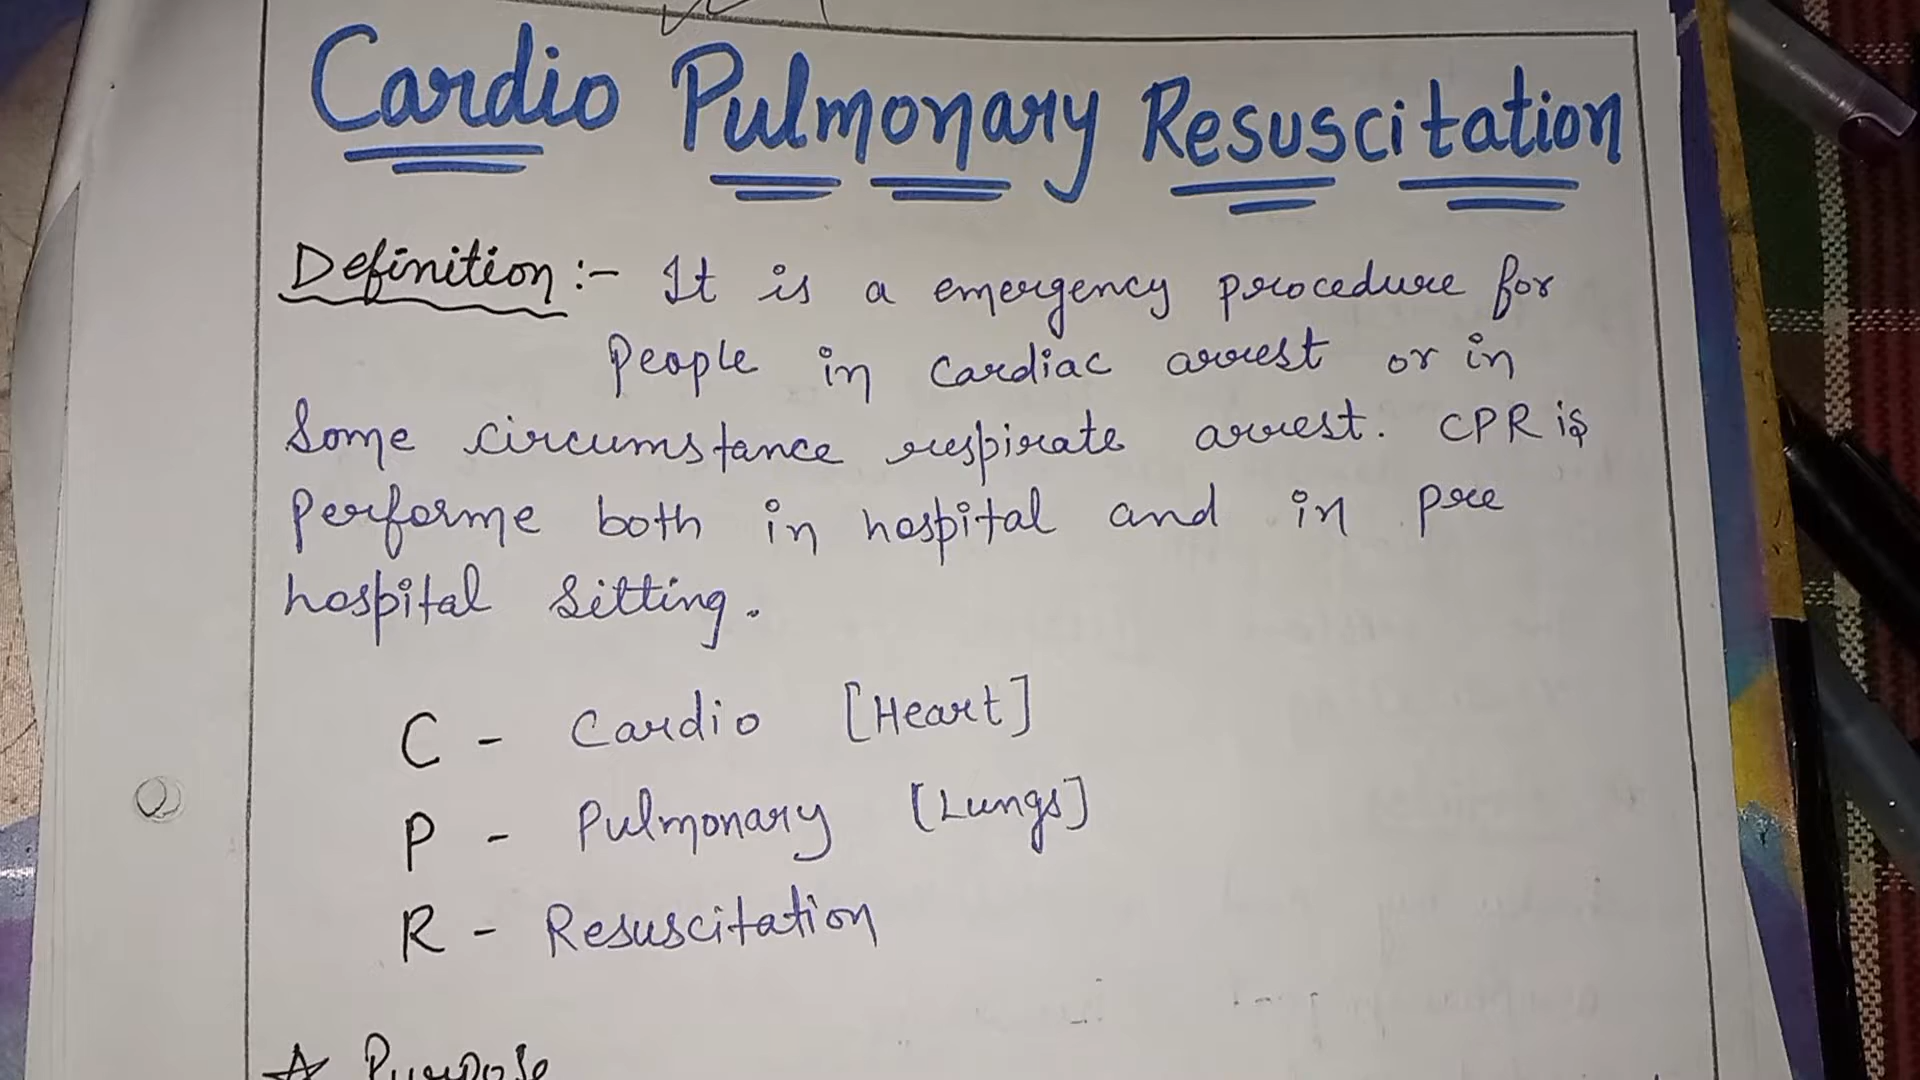 Cardio Pulmonary Resuscitation
Definition :- It is a emergency procedure for
people in cardiac arrest or in
Some circumstance respirate arrest. CPR is
performe both in hospital and in pre
hospital sitting.
C - Cardio [Heart]
P - Pulmonary [Lungs]
R - Resuscitation
☆ Purpose